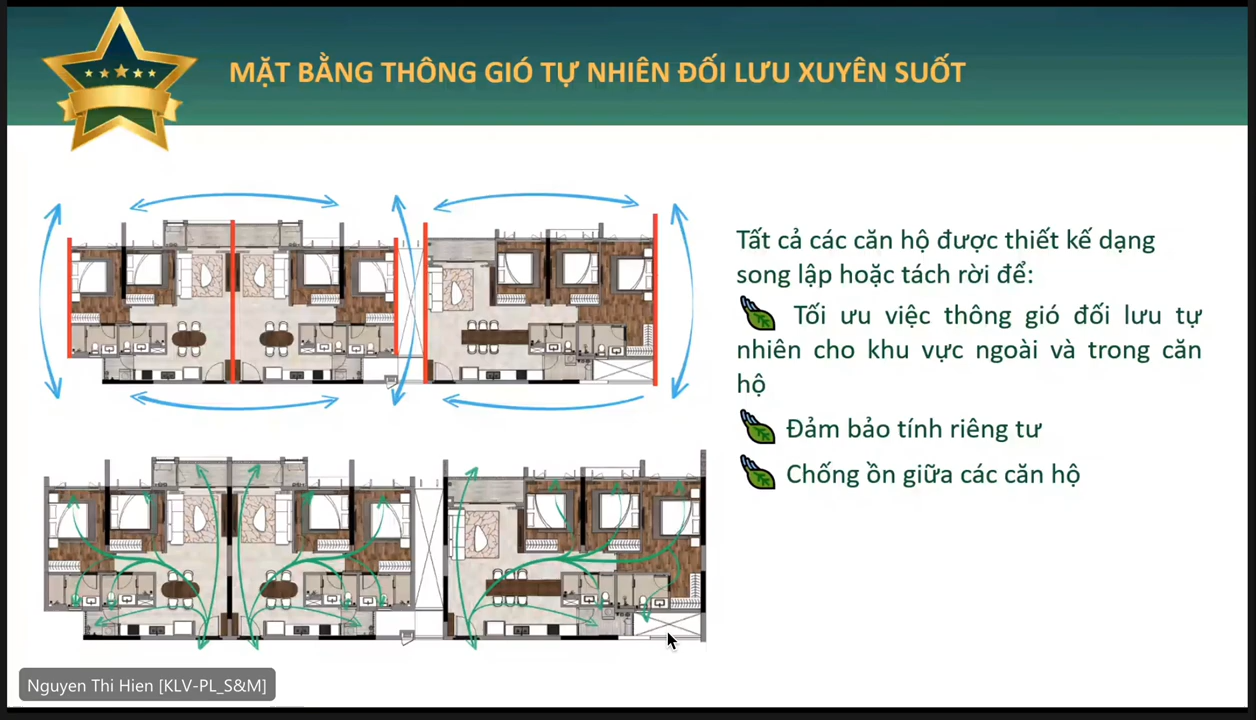 MẶT BẰNG THÔNG GIÓ TỰ NHIÊN ĐỐI LƯU XUYÊN SUỐT
Tất cả các căn hộ được thiết kế dạng
song lập hoặc tách rời để:
Tối ưu việc thông gió đối lưu tự
nhiên cho khu vực ngoài và trong căn
hộ
Đảm bảo tính riêng tư
Chống ồn giữa các căn hộ
Nguyen Thi Hien [KLV-PL_S&M]